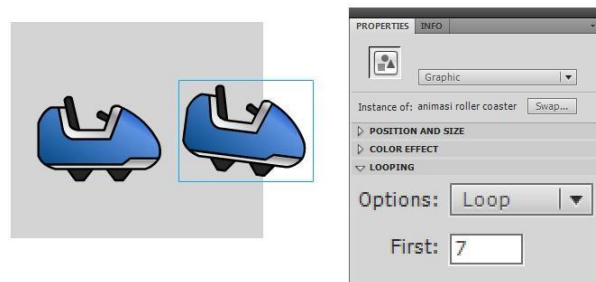 PROPERTIES INFO
Graphic
Instance of: animasi roller coaster Swap...
POSITION AND SIZE
COLOR EFFECT
LOOPING
Options: Loop
First: 7